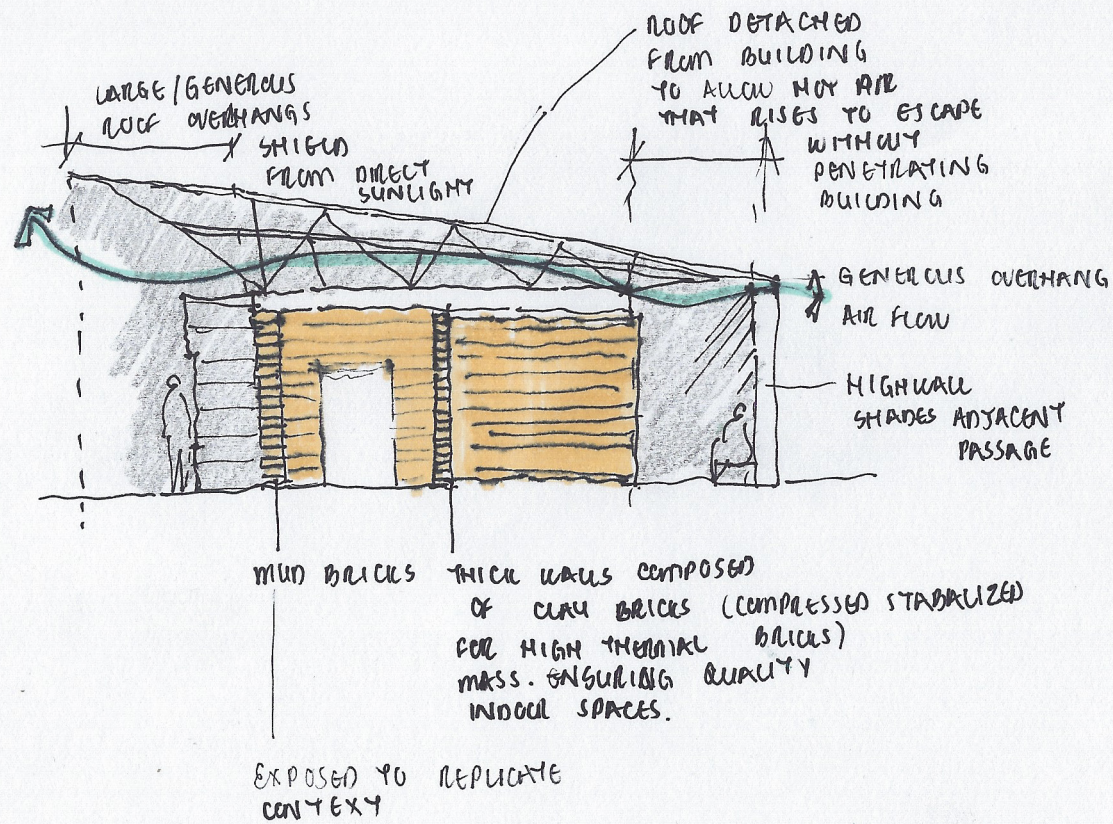 LARGE/GENEROUS
ROOF OVERHANGS
SHIELD
FROM DIRECT
SUNLIGHT
ROOF DETACHED
FROM BUILDING
TO ALLOW HOT AIR
THAT RISES TO ESCAPE
WITHOUT
PENETRATING
BUILDING
GENEROUS OVERHANG
AIR FLOW
HIGHWALL
SHADES ADJACENT
PASSAGE
MUD BRICKS
THICK WALLS COMPOSED
OF CLAY BRICKS (COMPRESSED STABALIZED
FOR HIGH THERMAL BRICKS)
MASS. ENSURING QUALITY
INDOOR SPACES.
EXPOSED TO REPLICATE
CONTEXT